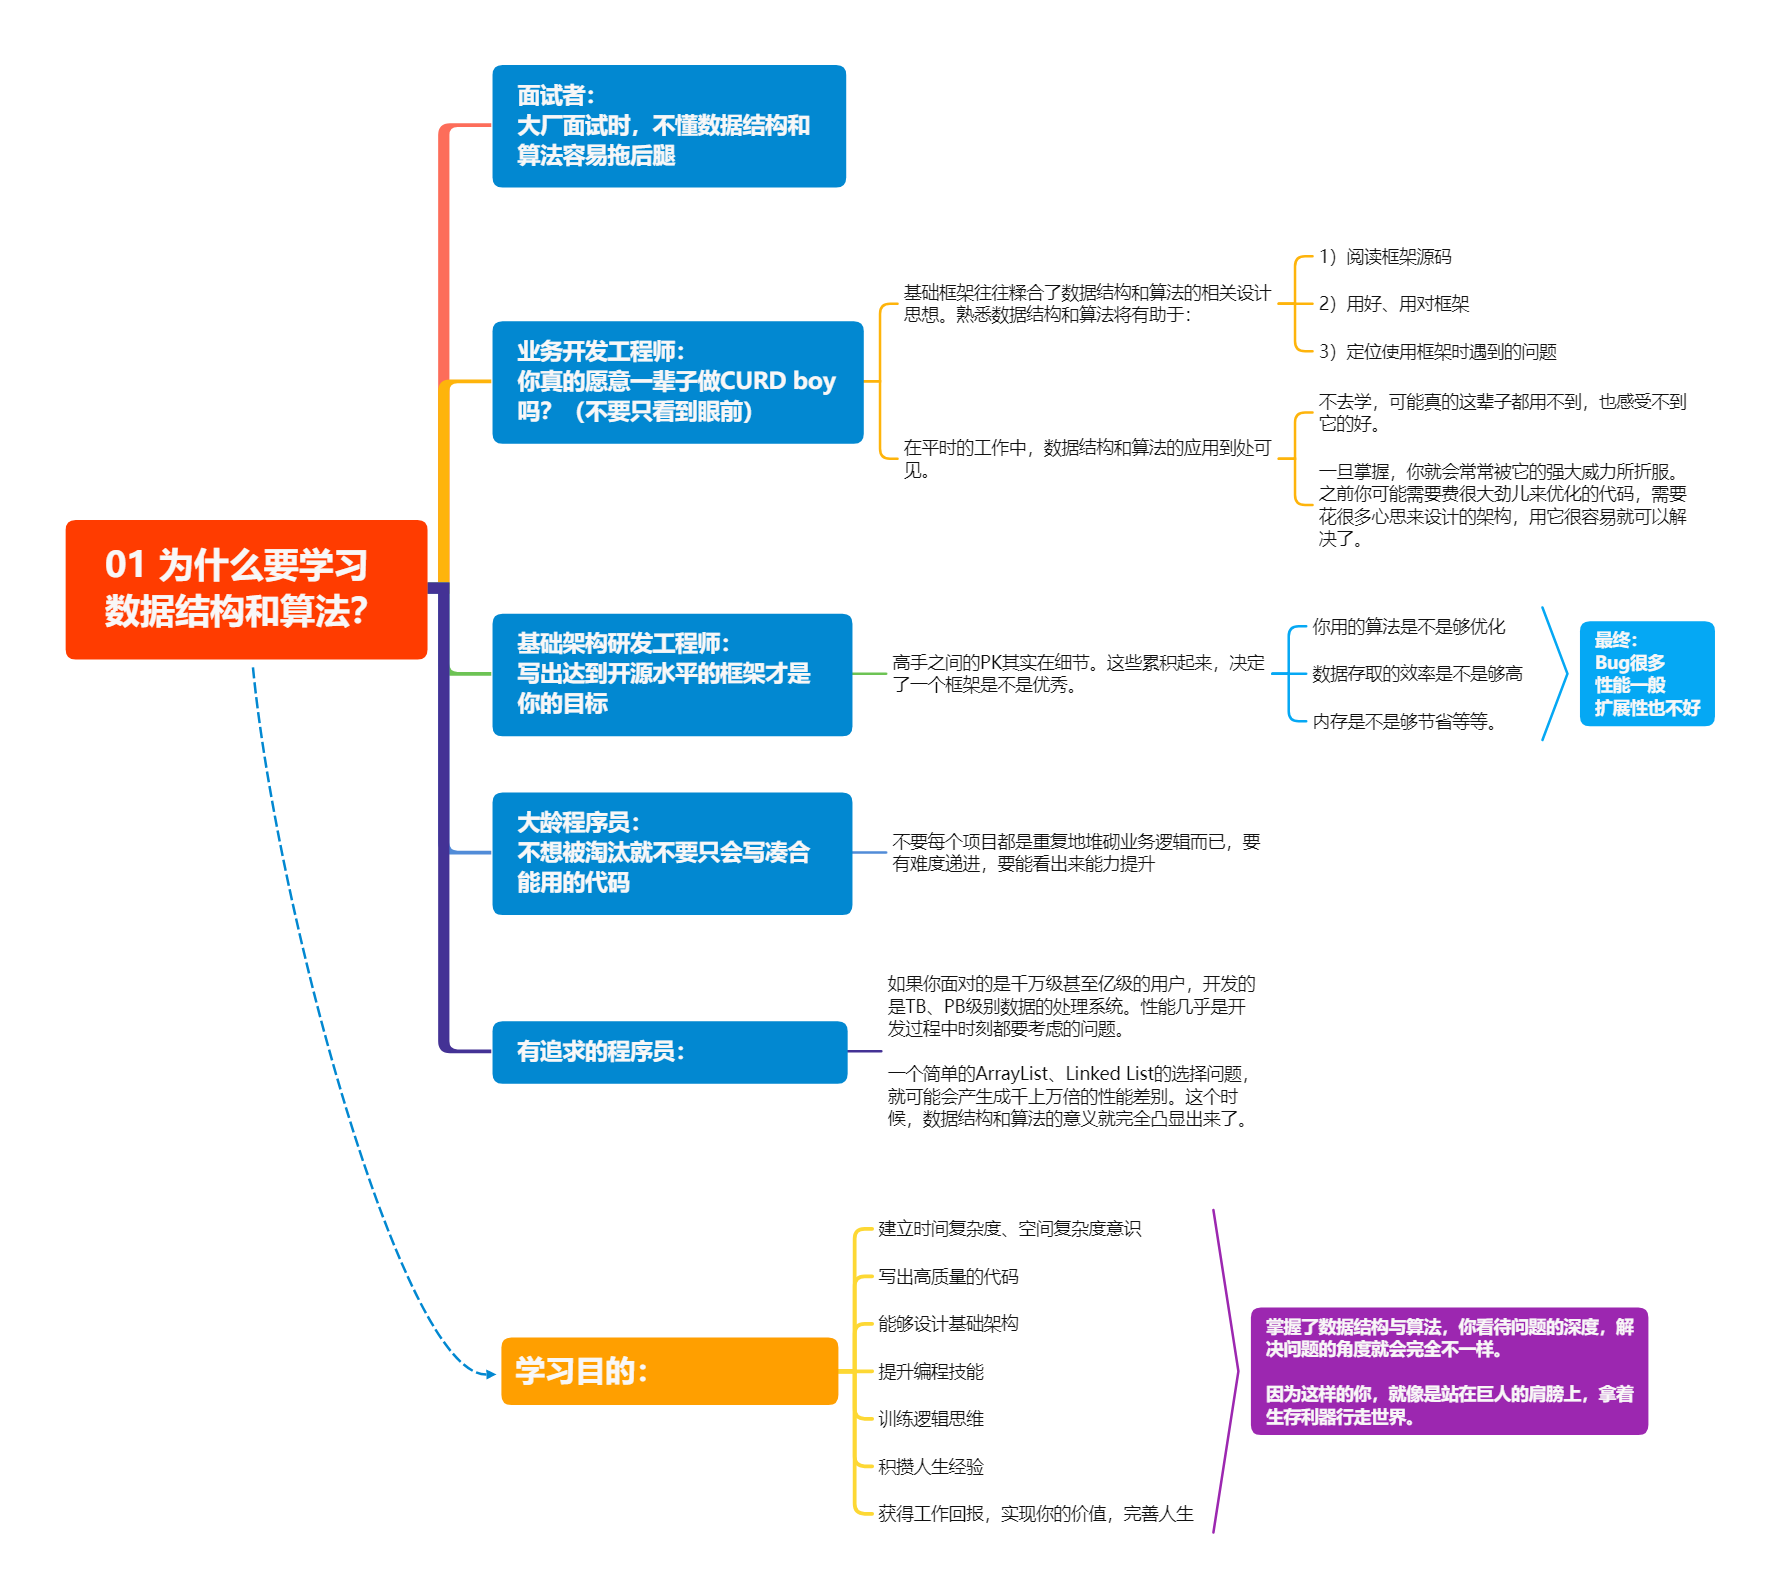 01 为什么要学习
数据结构和算法？
面试者：
大厂面试时，不懂数据结构和
算法容易拖后腿
业务开发工程师：
你真的愿意一辈子做CURD boy
吗？（不要只看到眼前）
基础框架往往糅合了数据结构和算法的相关设计
思想。熟悉数据结构和算法将有助于：
1）阅读框架源码
2）用好、用对框架
3）定位使用框架时遇到的问题
在平时的工作中，数据结构和算法的应用到处可
见。
不去学，可能真的这辈子都用不到，也感受不到
它的好。
一旦掌握，你就会常常被它的强大威力所折服。
之前你可能需要费很大劲儿来优化的代码，需要
花很多心思来设计的架构，用它很容易就可以解
决了。
基础架构研发工程师：
写出达到开源水平的框架才是
你的目标
高手之间的PK其实在细节。这些累积起来，决定
了一个框架是不是优秀。
你用的算法是不是够优化
数据存取的效率是不是够高
内存是不是够节省等等。
最终：
Bug很多
性能一般
扩展性也不好
大龄程序员：
不想被淘汰就不要只会写凑合
能用的代码
不要每个项目都是重复地堆砌业务逻辑而已，要
有难度递进，要能看出来能力提升
有追求的程序员：
如果你面对的是千万级甚至亿级的用户，开发的
是TB、PB级别数据的处理系统。性能几乎是开
发过程中时刻都要考虑的问题。
一个简单的ArrayList、Linked List的选择问题，
就可能会产生成千上万倍的性能差别。这个时
候，数据结构和算法的意义就完全凸显出来了。
学习目的：
建立时间复杂度、空间复杂度意识
写出高质量的代码
能够设计基础架构
提升编程技能
训练逻辑思维
积攒人生经验
获得工作回报，实现你的价值，完善人生
掌握了数据结构与算法，你看待问题的深度，解
决问题的角度就会完全不一样。
因为这样的你，就像是站在巨人的肩膀上，拿着
生存利器行走世界。